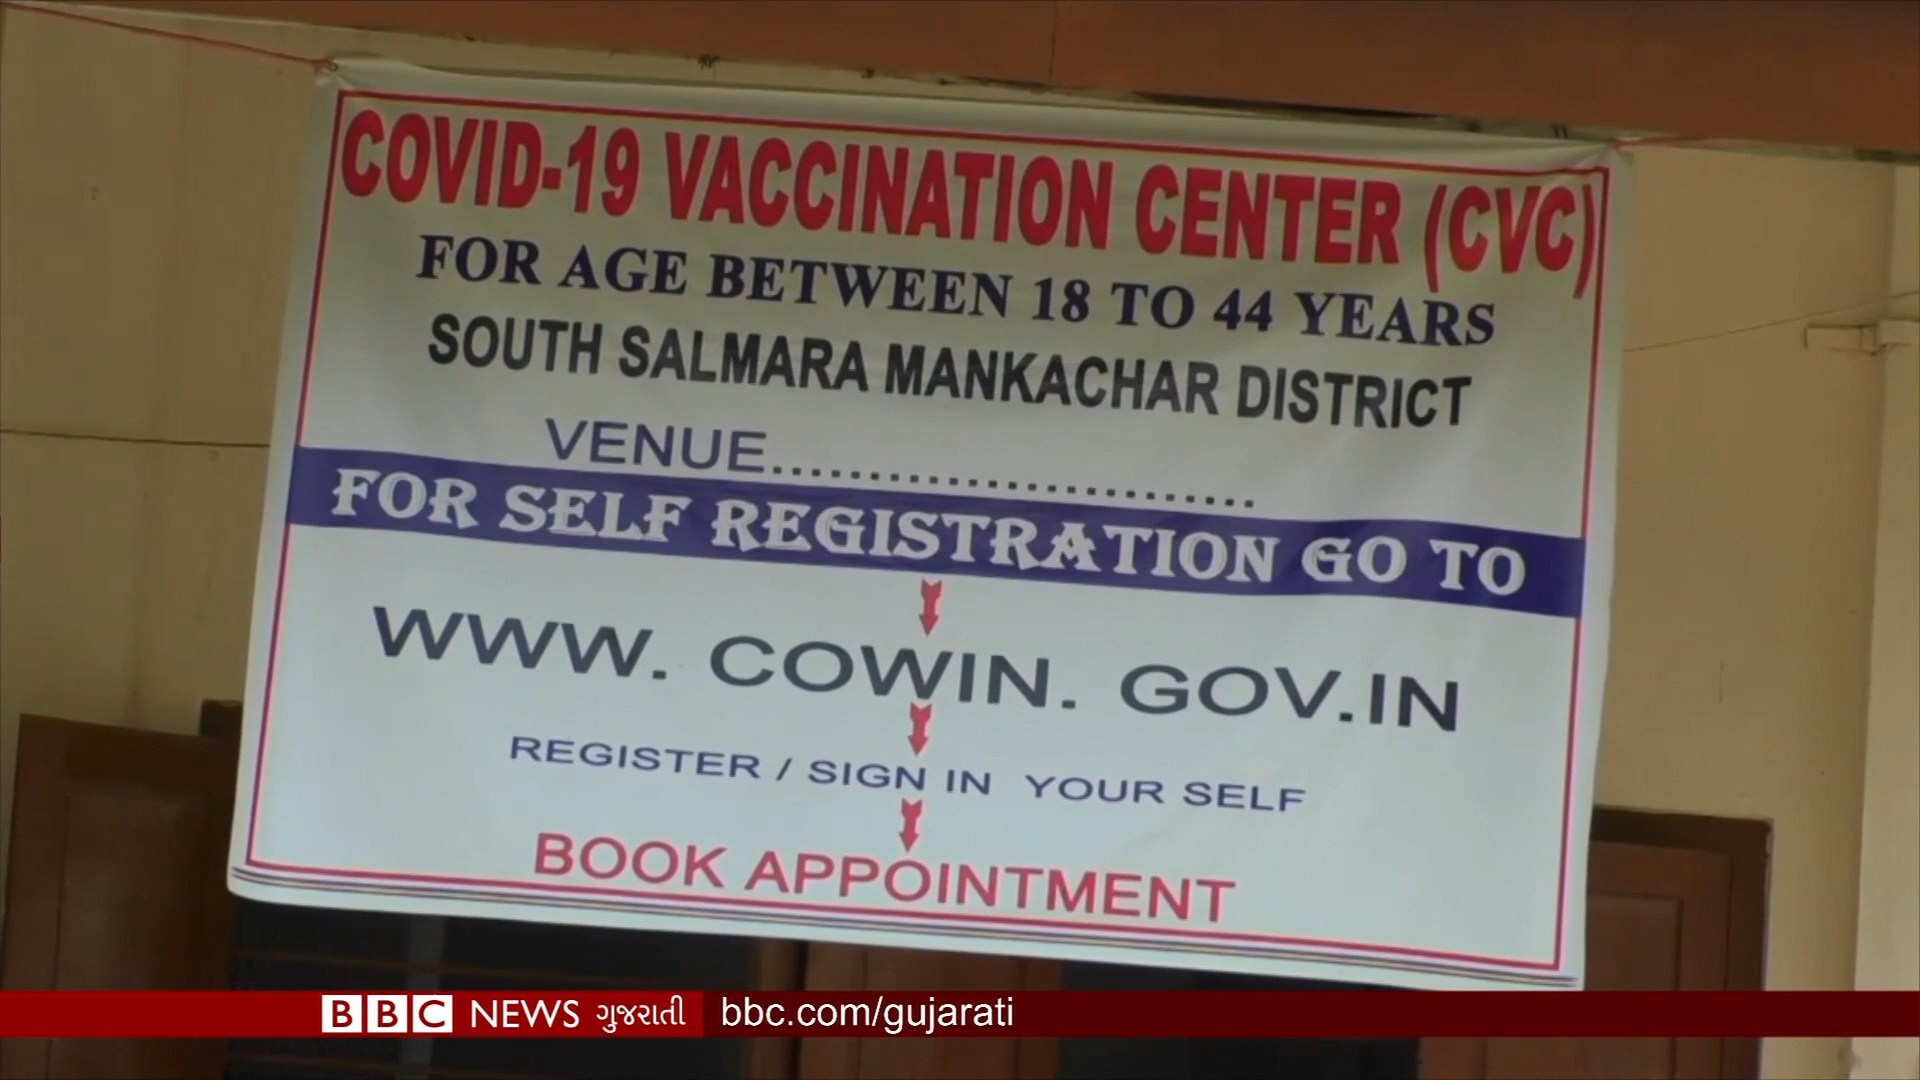 COVID-19 VACCINATION CENTER (CVC)
FOR AGE BETWEEN 18 TO 44 YEARS
SOUTH SALMARA MANKACHAR DISTRICT
VENUE.........................
FOR SELF REGISTRATION GO TO
WWW. COWIN. GOV.IN
REGISTER / SIGN IN YOUR SELF
BOOK APPOINTMENT
BBC NEWS ગુજરાતી bbc.com/gujarati